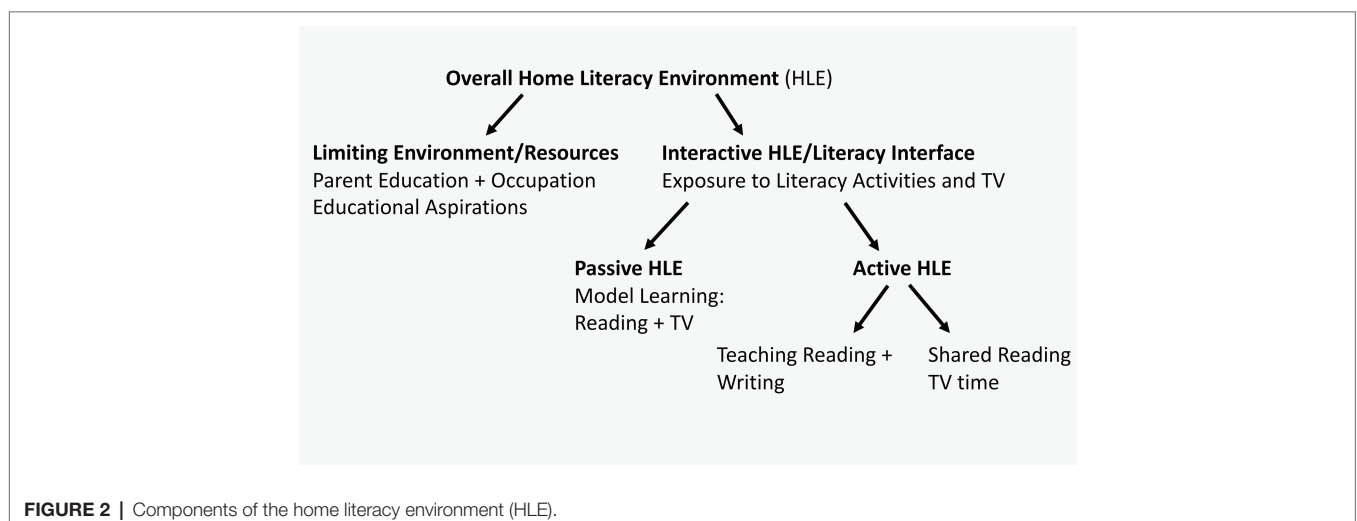 Overall Home Literacy Environment (HLE)
Limiting Environment/Resources
Parent Education + Occupation
Educational Aspirations
Interactive HLE/Literacy Interface
Exposure to Literacy Activities and TV
Passive HLE
Model Learning:
Reading + TV
Active HLE
Teaching Reading +
Writing
Shared Reading
TV time
FIGURE 2 | Components of the home literacy environment (HLE).